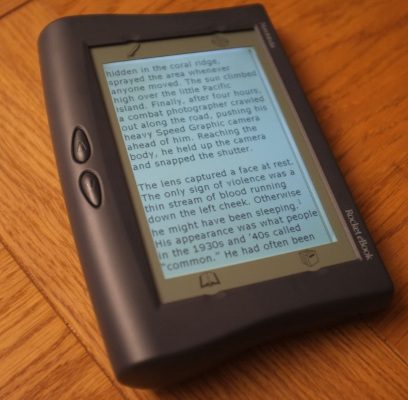 hidden in the coral ridge,
sprayed the area whenever
anyone moved. The sun climbed
high over the little Pacific
island. Finally, after four hours,
a combat photographer crawled
out along the road, pushing his
heavy Speed Graphic camera
ahead of him. Reaching the
body, he held up the camera
and snapped the shutter.
The lens captured a face at rest.
The only sign of violence was a
thin stream of blood running
down the left cheek. Otherwise
he might have been sleeping.¹
His appearance was what people
in the 1930s and '40s called
"common." He had often been
Rocket eBook